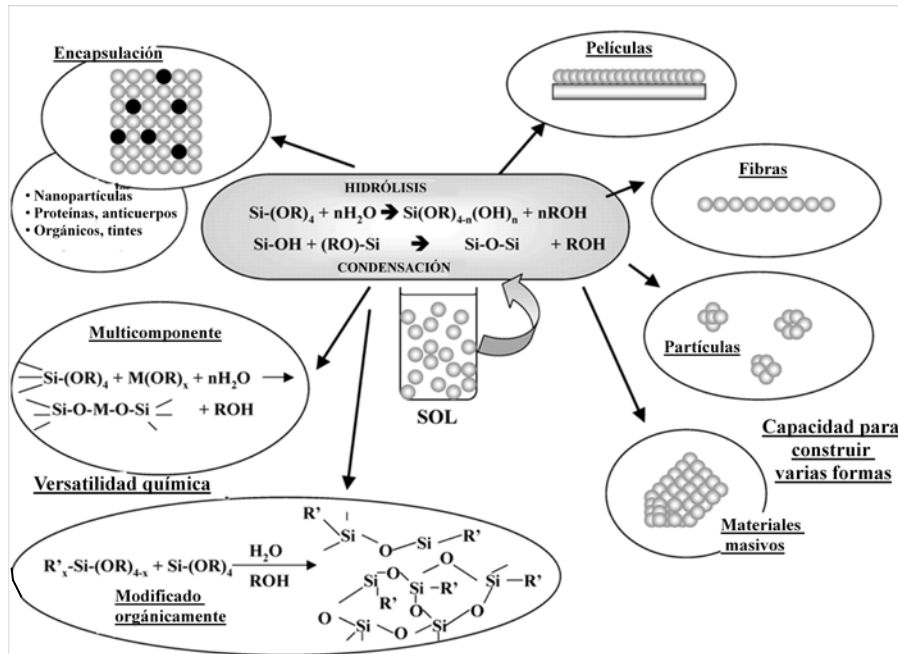 Encapsulación
• Nanopartículas
• Proteínas, anticuerpos
• Orgánicos, tintes
Películas
Fibras
HIDRÓLISIS
Si-(OR)₄ + nH₂O → Si(OR)₄₋ₙ(OH)ₙ + nROH
Si-OH + (RO)-Si → Si-O-Si + ROH
CONDENSACIÓN
SOL
Partículas
Capacidad para
construir
varias formas
Materiales
masivos
Multicomponente
Si-(OR)₄ + M(OR)ₓ + nH₂O →
Si-O-M-O-Si + ROH
Versatilidad química
R'ₓ-Si-(OR)₄₋ₓ + Si-(OR)₄
H₂O
ROH
Modificado
orgánicamente
R' R'
Si Si
O
O
Si O Si R'
Si R'
R' O O
O Si O Si